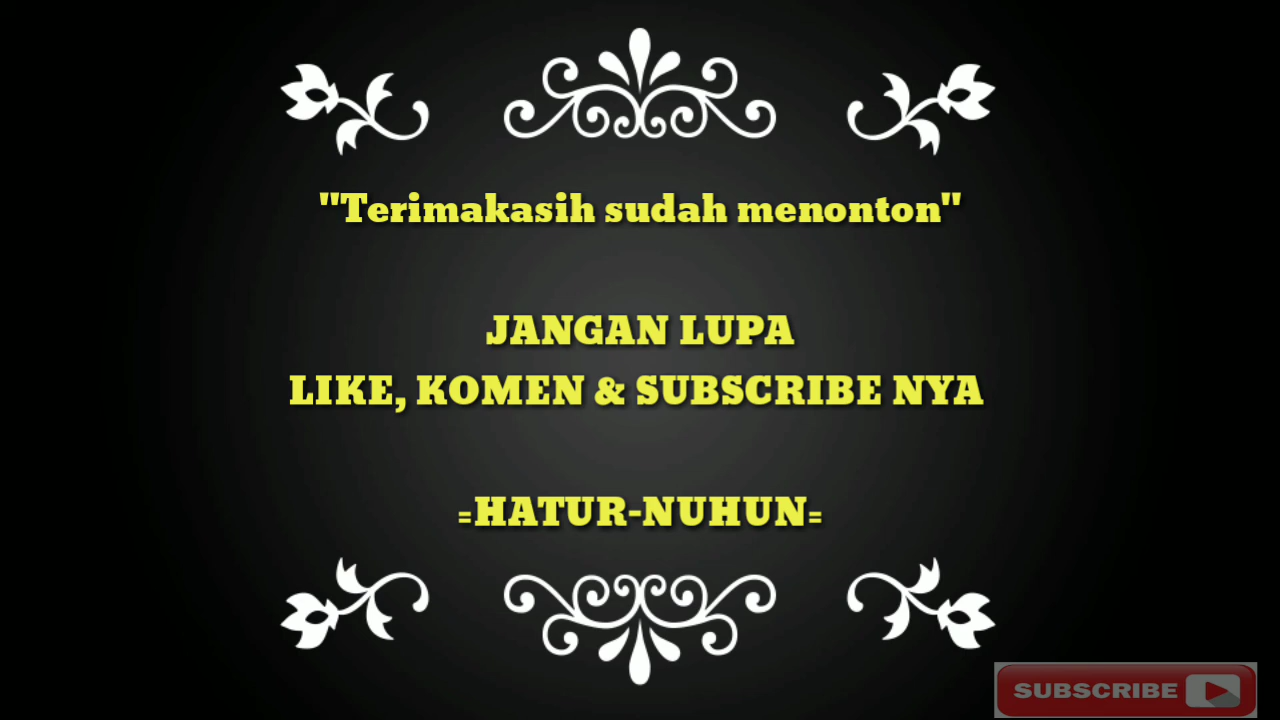 "Terimakasih sudah menonton"
JANGAN LUPA
LIKE, KOMEN & SUBSCRIBE NYA
=HATUR-NUHUN=
SUBSCRIBE